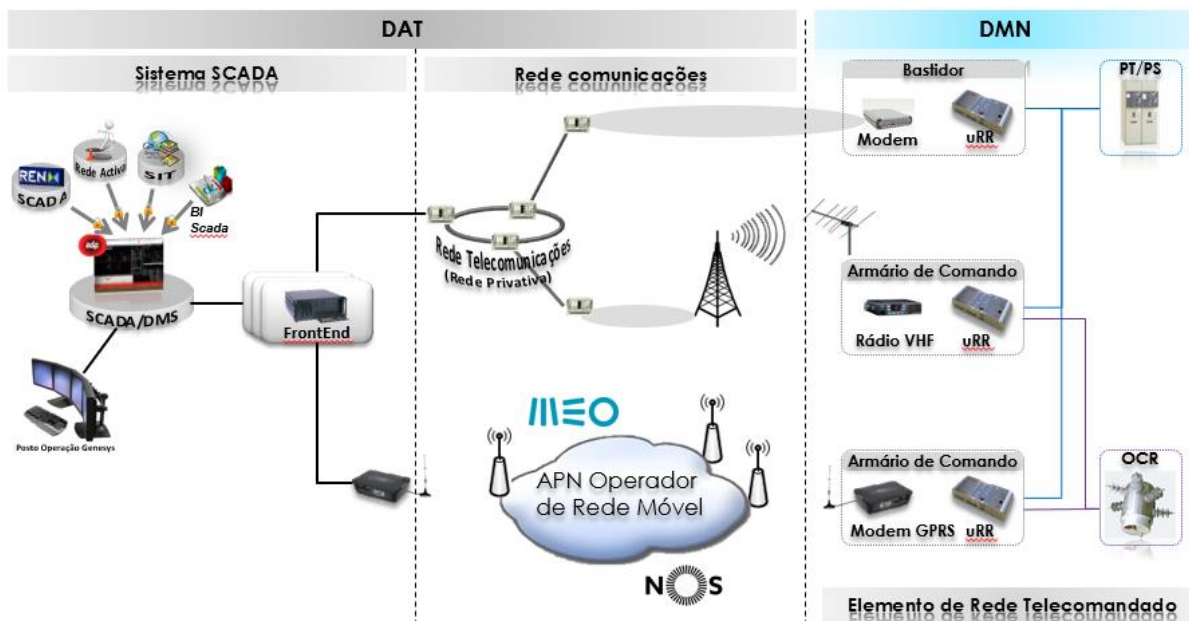 DAT
DMN
Sistema SCADA
Rede comunicações
Bastidor
PT/PS
Modem
uRR
Rede Activa
SIT
REN
SCADA
BI
Scada
edp
SCADA/DMS
FrontEnd
Posto Operação Genesys
Rede Telecomunicações
(Rede Privativa)
Armário de Comando
Rádio VHF
uRR
MEO
APN Operador
de Rede Móvel
NOS
Armário de Comando
OCR
Modem GPRS
uRR
Elemento de Rede Telecomandado